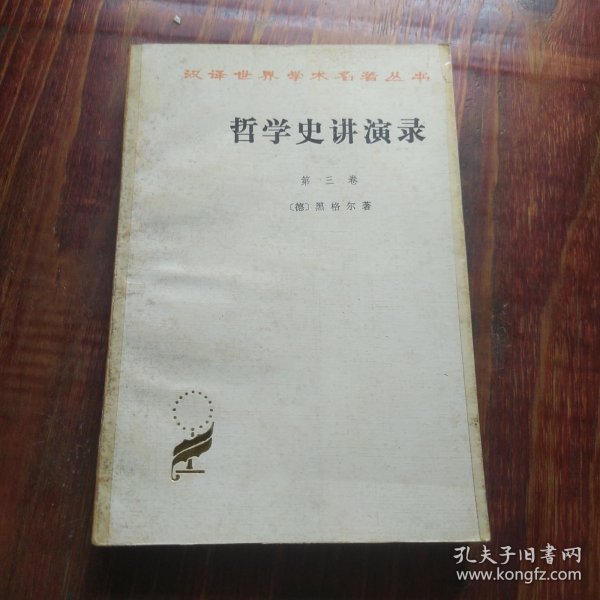 汉译世界学术名著丛书
哲学史讲演录
第三卷
〔德〕黑格尔著
孔夫子旧书网
www.kongfz.com